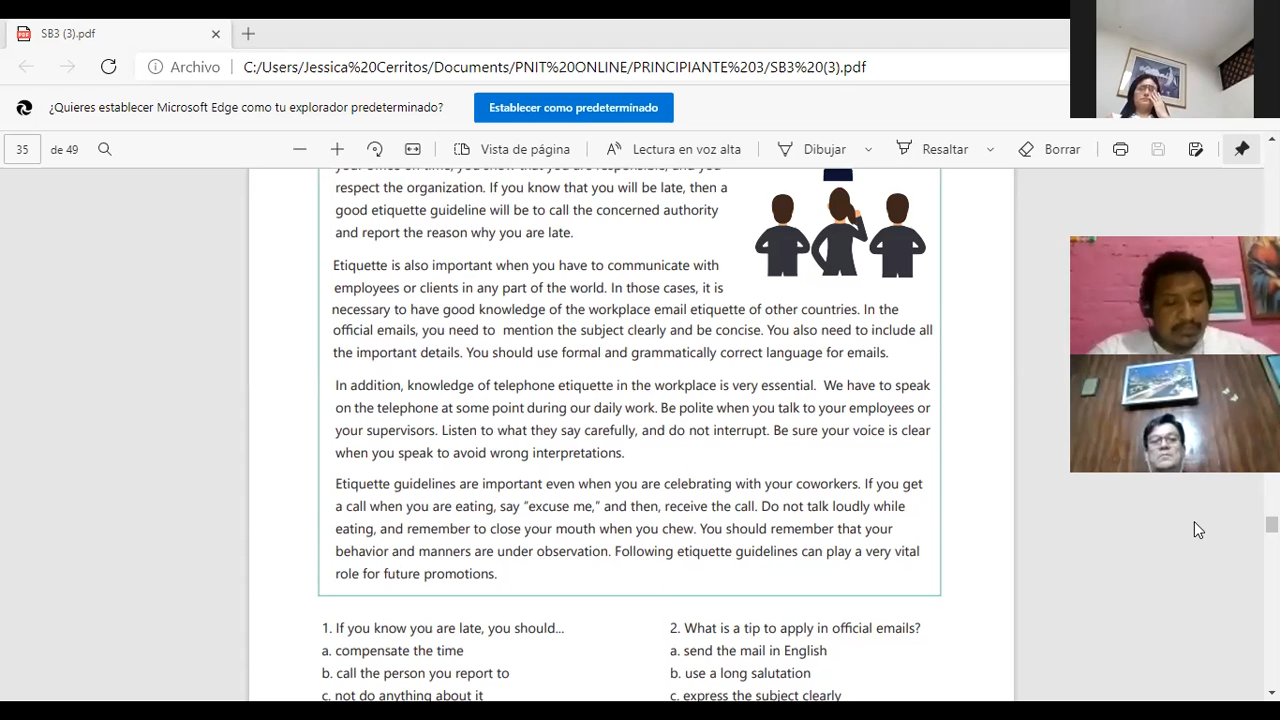 SB3 (3).pdf
Archivo C:/Users/Jessica%20Cerritos/Documents/PNIT%20ONLINE/PRINCIPIANTE%203/SB3%20(3).pdf
¿Quieres establecer Microsoft Edge como tu explorador predeterminado? Establecer como predeterminado
35 de 49 Vista de página Lectura en voz alta Dibujar Resaltar Borrar
your office on time, you show that you are responsible, and you
respect the organization. If you know that you will be late, then a
good etiquette guideline will be to call the concerned authority
and report the reason why you are late.
Etiquette is also important when you have to communicate with
employees or clients in any part of the world. In those cases, it is
necessary to have good knowledge of the workplace email etiquette of other countries. In the
official emails, you need to mention the subject clearly and be concise. You also need to include all
the important details. You should use formal and grammatically correct language for emails.
In addition, knowledge of telephone etiquette in the workplace is very essential. We have to speak
on the telephone at some point during our daily work. Be polite when you talk to your employees or
your supervisors. Listen to what they say carefully, and do not interrupt. Be sure your voice is clear
when you speak to avoid wrong interpretations.
Etiquette guidelines are important even when you are celebrating with your coworkers. If you get
a call when you are eating, say “excuse me,” and then, receive the call. Do not talk loudly while
eating, and remember to close your mouth when you chew. You should remember that your
behavior and manners are under observation. Following etiquette guidelines can play a very vital
role for future promotions.
1. If you know you are late, you should...
a. compensate the time
b. call the person you report to
c. not do anything about it
2. What is a tip to apply in official emails?
a. send the mail in English
b. use a long salutation
c. express the subject clearly